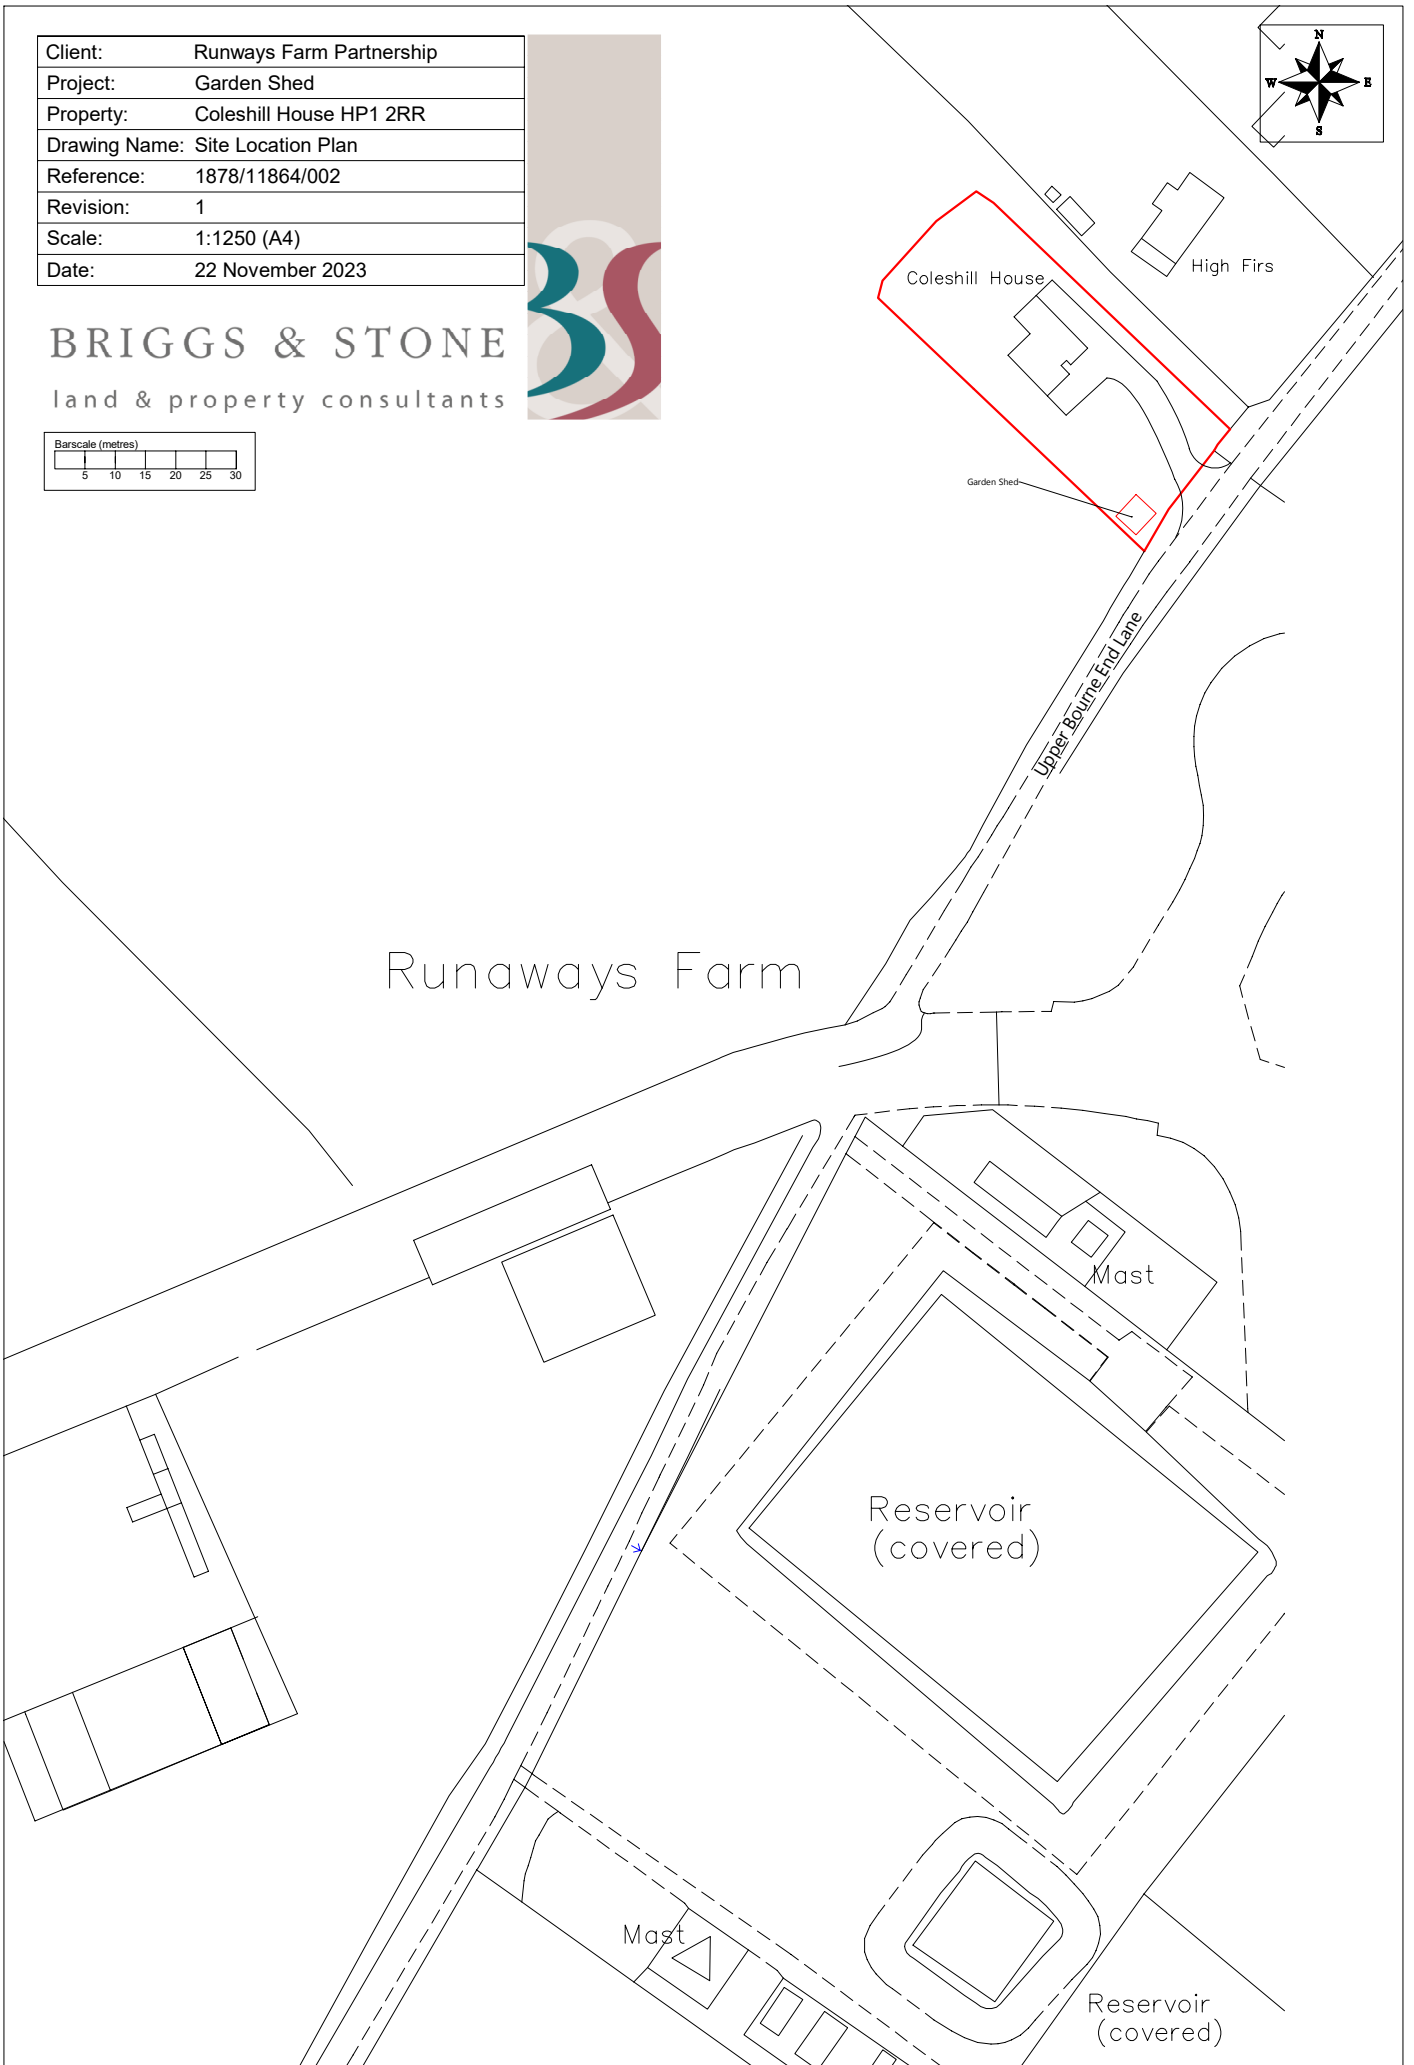 Client: Runways Farm Partnership
Project: Garden Shed
Property: Coleshill House HP1 2RR
Drawing Name: Site Location Plan
Reference: 1878/11864/002
Revision: 1
Scale: 1:1250 (A4)
Date: 22 November 2023
BRIGGS & STONE
land & property consultants
BS
Barscale (metres)
5 10 15 20 25 30
N
W E
S
High Firs
Coleshill House
Garden Shed
Upper Bourne End Lane
Runaways Farm
Mast
Reservoir
(covered)
Mast
Reservoir
(covered)